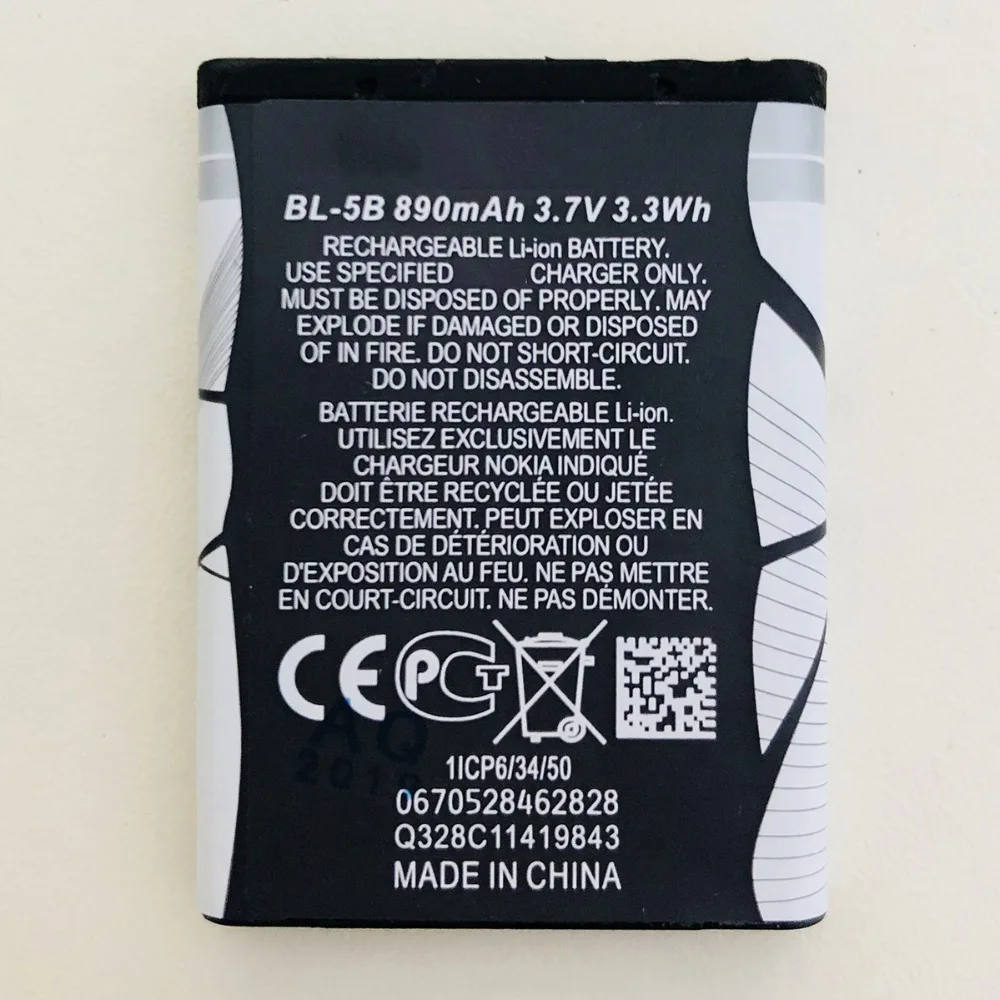 BL-5B 890mAh 3.7V 3.3Wh
RECHARGEABLE Li-ion BATTERY.
USE SPECIFIED CHARGER ONLY.
MUST BE DISPOSED OF PROPERLY. MAY
EXPLODE IF DAMAGED OR DISPOSED
OF IN FIRE. DO NOT SHORT-CIRCUIT.
DO NOT DISASSEMBLE.
BATTERIE RECHARGEABLE Li-ion.
UTILISEZ EXCLUSIVEMENT LE
CHARGEUR NOKIA INDIQUÉ
DOIT ÊTRE RECYCLÉE OU JETÉE
CORRECTEMENT. PEUT EXPLOSER EN
CAS DE DÉTÉRIORATION OU
D'EXPOSITION AU FEU. NE PAS METTRE
EN COURT-CIRCUIT. NE PAS DÉMONTER.
CE PCT
AQ
1ICP6/34/50
0670528462828
Q328C11419843
MADE IN CHINA